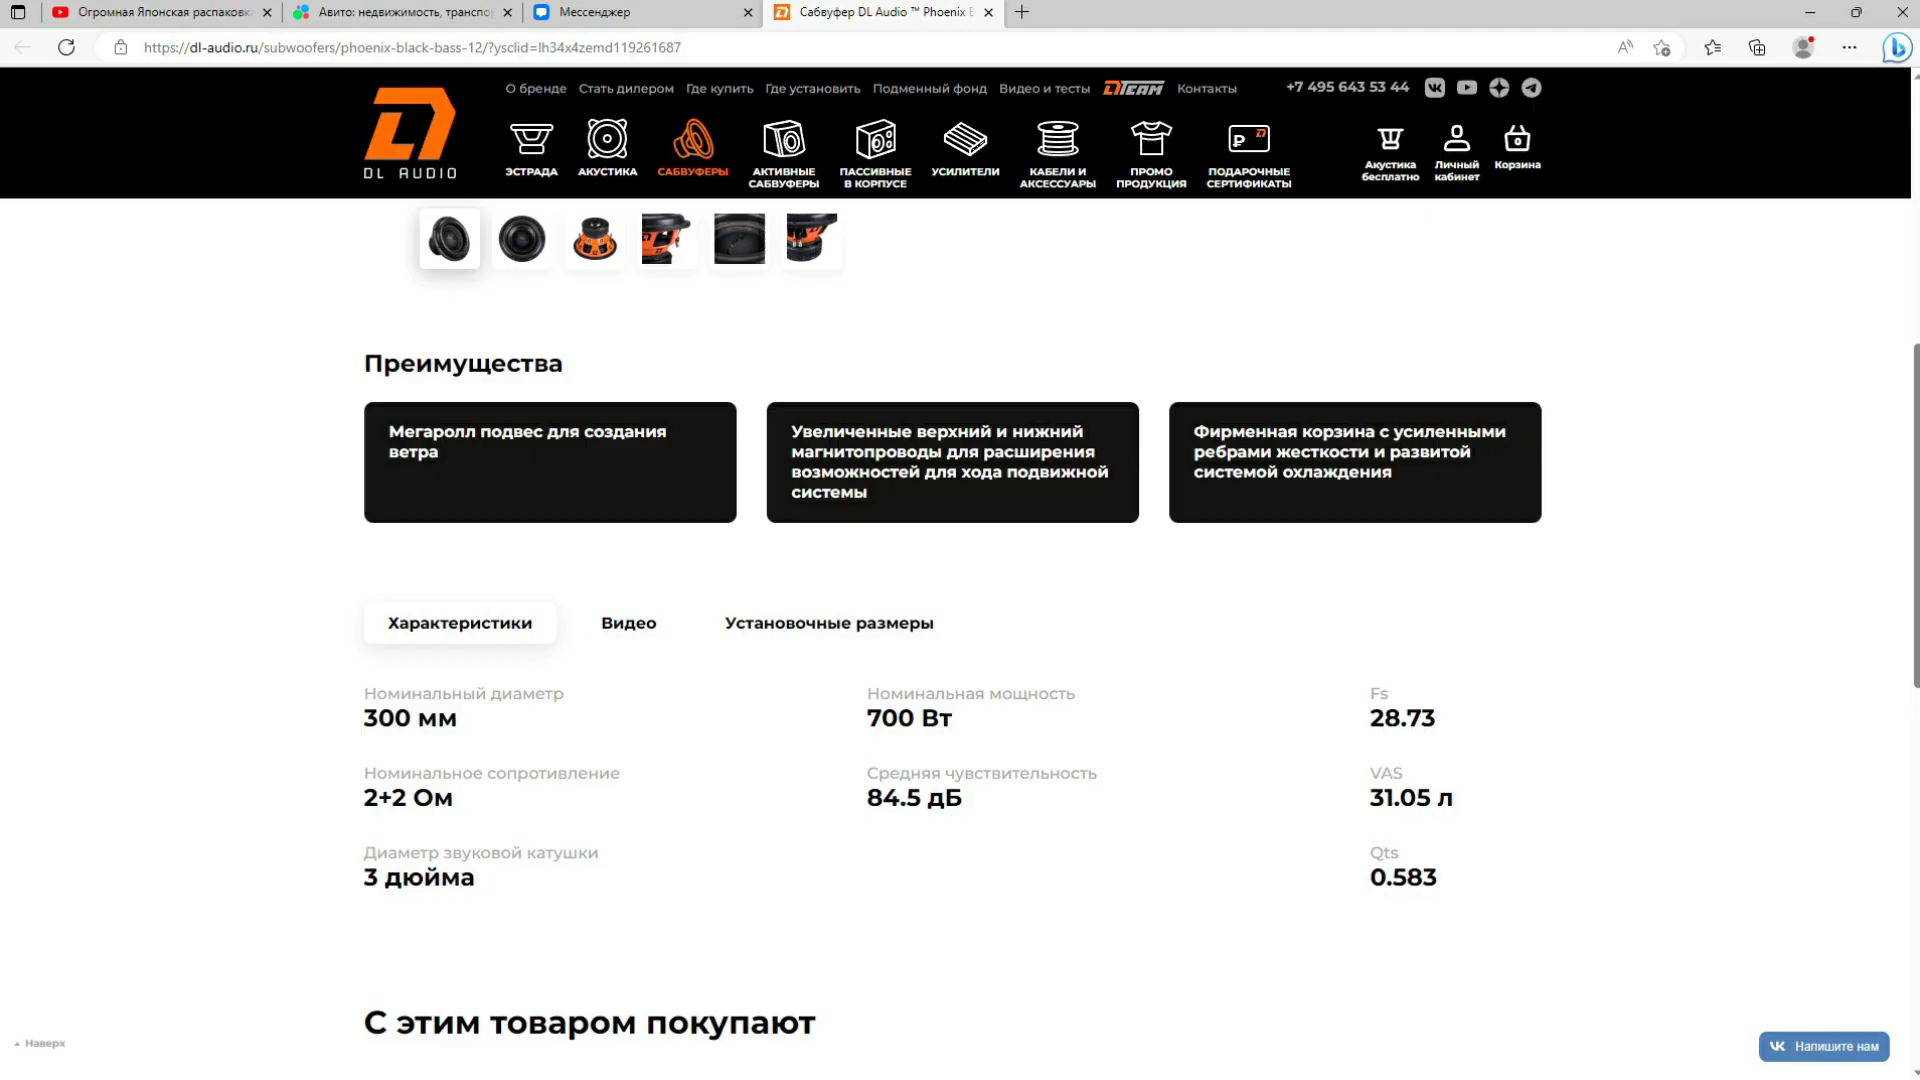 Огромная Японская распаковк
Авито: недвижимость, транспо
Мессенджер
Сабвуфер DL Audio ™ Phoenix B
https://dl-audio.ru/subwoofers/phoenix-black-bass-12/?ysclid=lh34x4zemd119261687
О бренде
Стать дилером
Где купить
Где установить
Подменный фонд
Видео и тесты
DTEAM
Контакты
+7 495 643 53 44
DL AUDIO
ЭСТРАДА
АКУСТИКА
САБВУФЕРЫ
АКТИВНЫЕ
САБВУФЕРЫ
ПАССИВНЫЕ
В КОРПУСЕ
УСИЛИТЕЛИ
КАБЕЛИ И
АКСЕССУАРЫ
ПРОМО
ПРОДУКЦИЯ
ПОДАРОЧНЫЕ
СЕРТИФИКАТЫ
Акустика
бесплатно
Личный
кабинет
Корзина
Преимущества
Мегаролл подвес для создания
ветра
Увеличенные верхний и нижний
магнитопроводы для расширения
возможностей для хода подвижной
системы
Фирменная корзина с усиленными
ребрами жесткости и развитой
системой охлаждения
Характеристики
Видео
Установочные размеры
Номинальный диаметр
300 мм
Номинальная мощность
700 Вт
Fs
28.73
Номинальное сопротивление
2+2 Ом
Средняя чувствительность
84.5 дБ
VAS
31.05 л
Диаметр звуковой катушки
3 дюйма
Qts
0.583
С этим товаром покупают
Наверх
Напишите нам